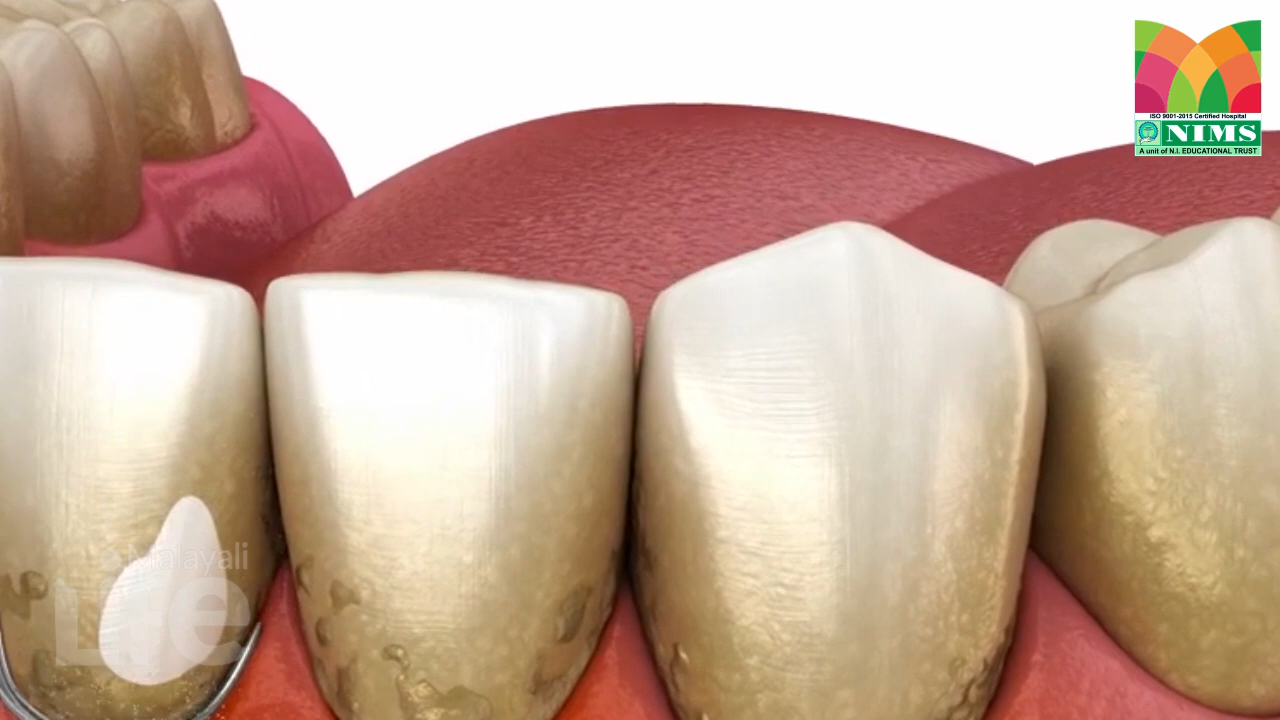 ISO 9001-2015 Certified Hospital
NIMS
A unit of N.I. EDUCATIONAL TRUST
Malayali
Life